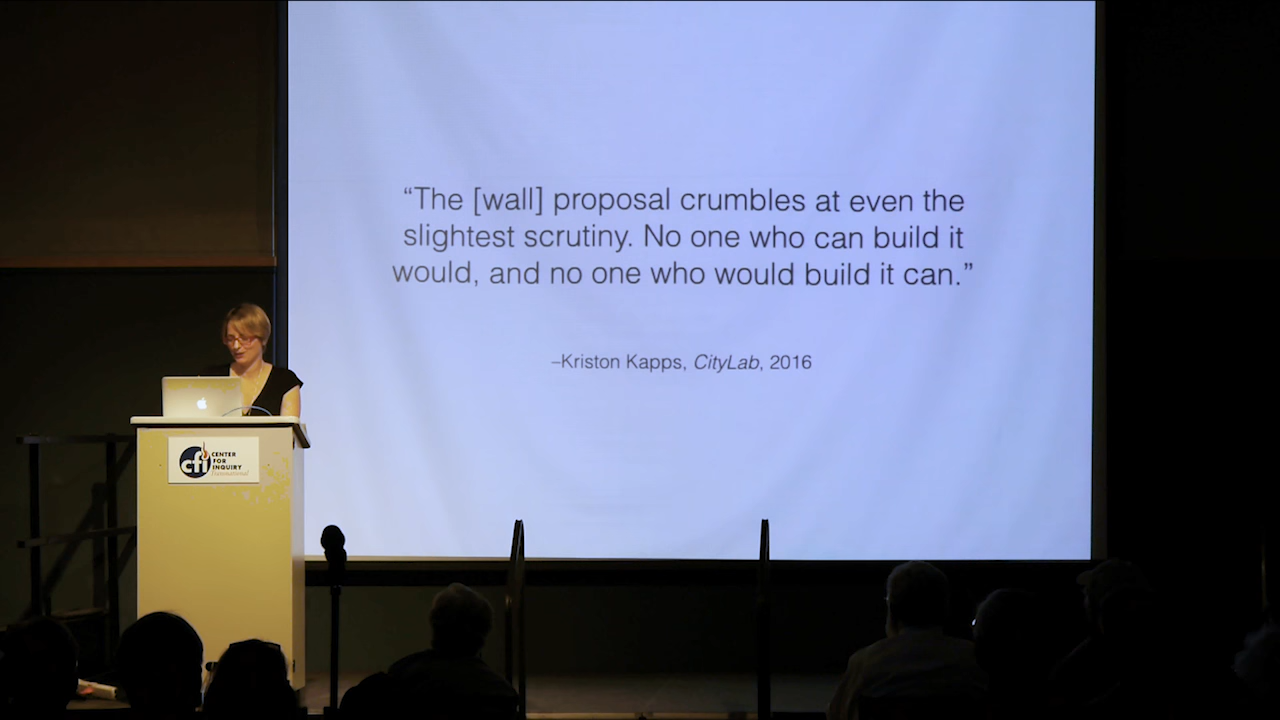 “The [wall] proposal crumbles at even the
slightest scrutiny. No one who can build it
would, and no one who would build it can.”
–Kriston Kapps, CityLab, 2016
cfi
CENTER
FOR
INQUIRY
Transnational